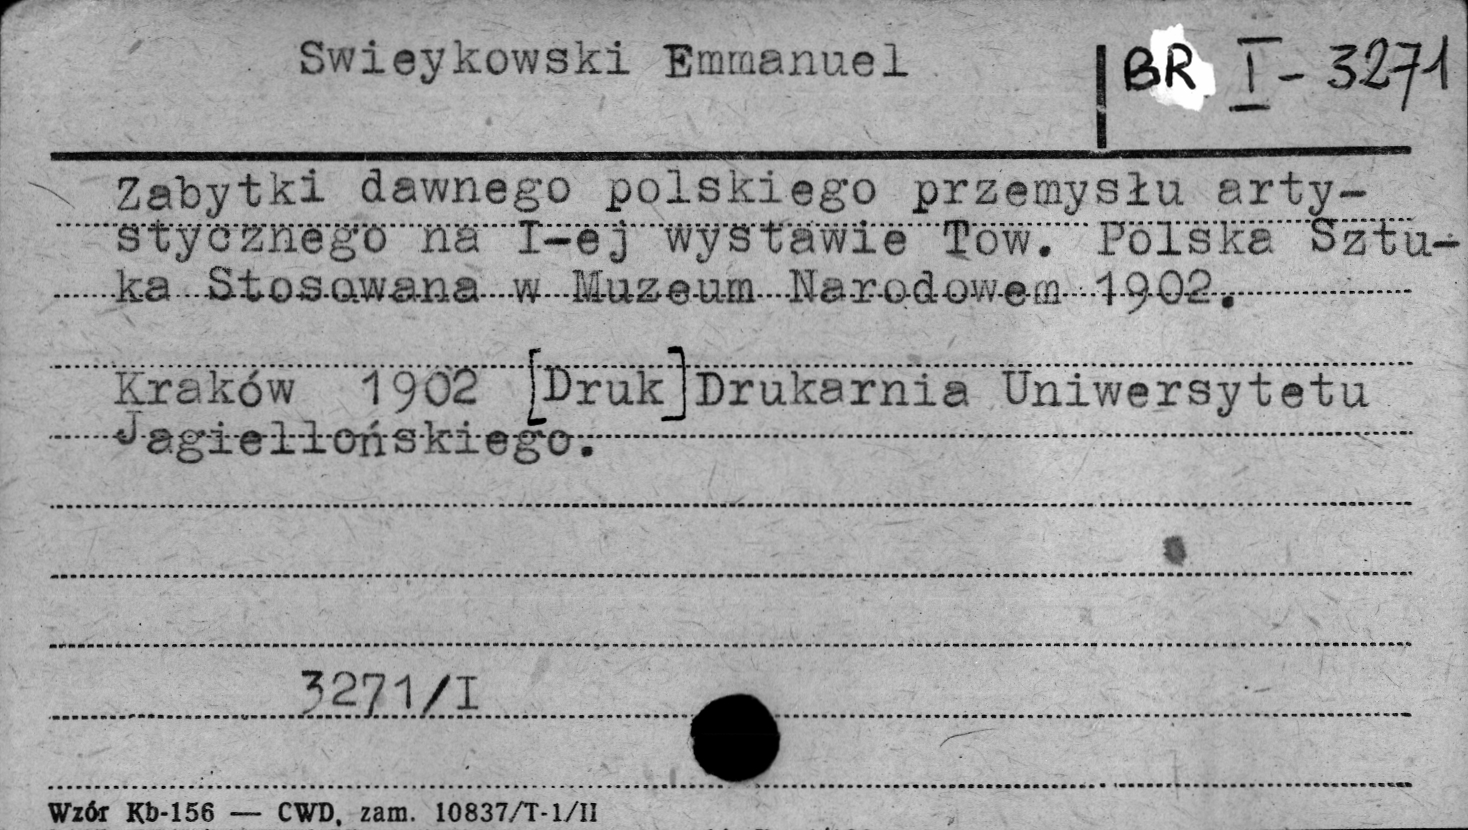 Swieykowski Emmanuel
BR I - 3271
Zabytki dawnego polskiego przemysłu arty-
stycznego na I-ej wystawie Tow. Polska Sztu-
ka Stosowana w Muzeum Narodowem 1902.
Kraków 1902 [Druk] Drukarnia Uniwersytetu
Jagiellońskiego.
3271/I
Wzór Kb-156 — CWD, zam. 10837/T-1/II